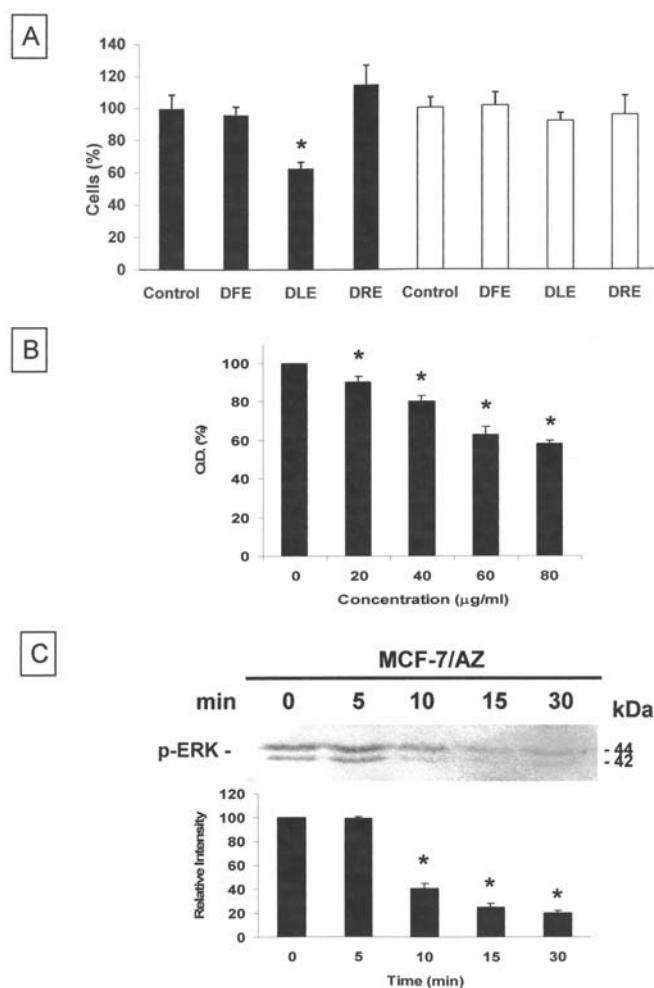 A
140
120
100
80
60
40
20
0
Cells (%)
*
Control DFE DLE DRE Control DFE DLE DRE
B
100
80
60
40
20
0
O.D. (%)
* * * *
0 20 40 60 80
Concentration (μg/ml)
C
MCF-7/AZ
min 0 5 10 15 30 kDa
p-ERK -
- 44
- 42
120
100
80
60
40
20
0
Relative Intensity
* * *
0 5 10 15 30
Time (min)